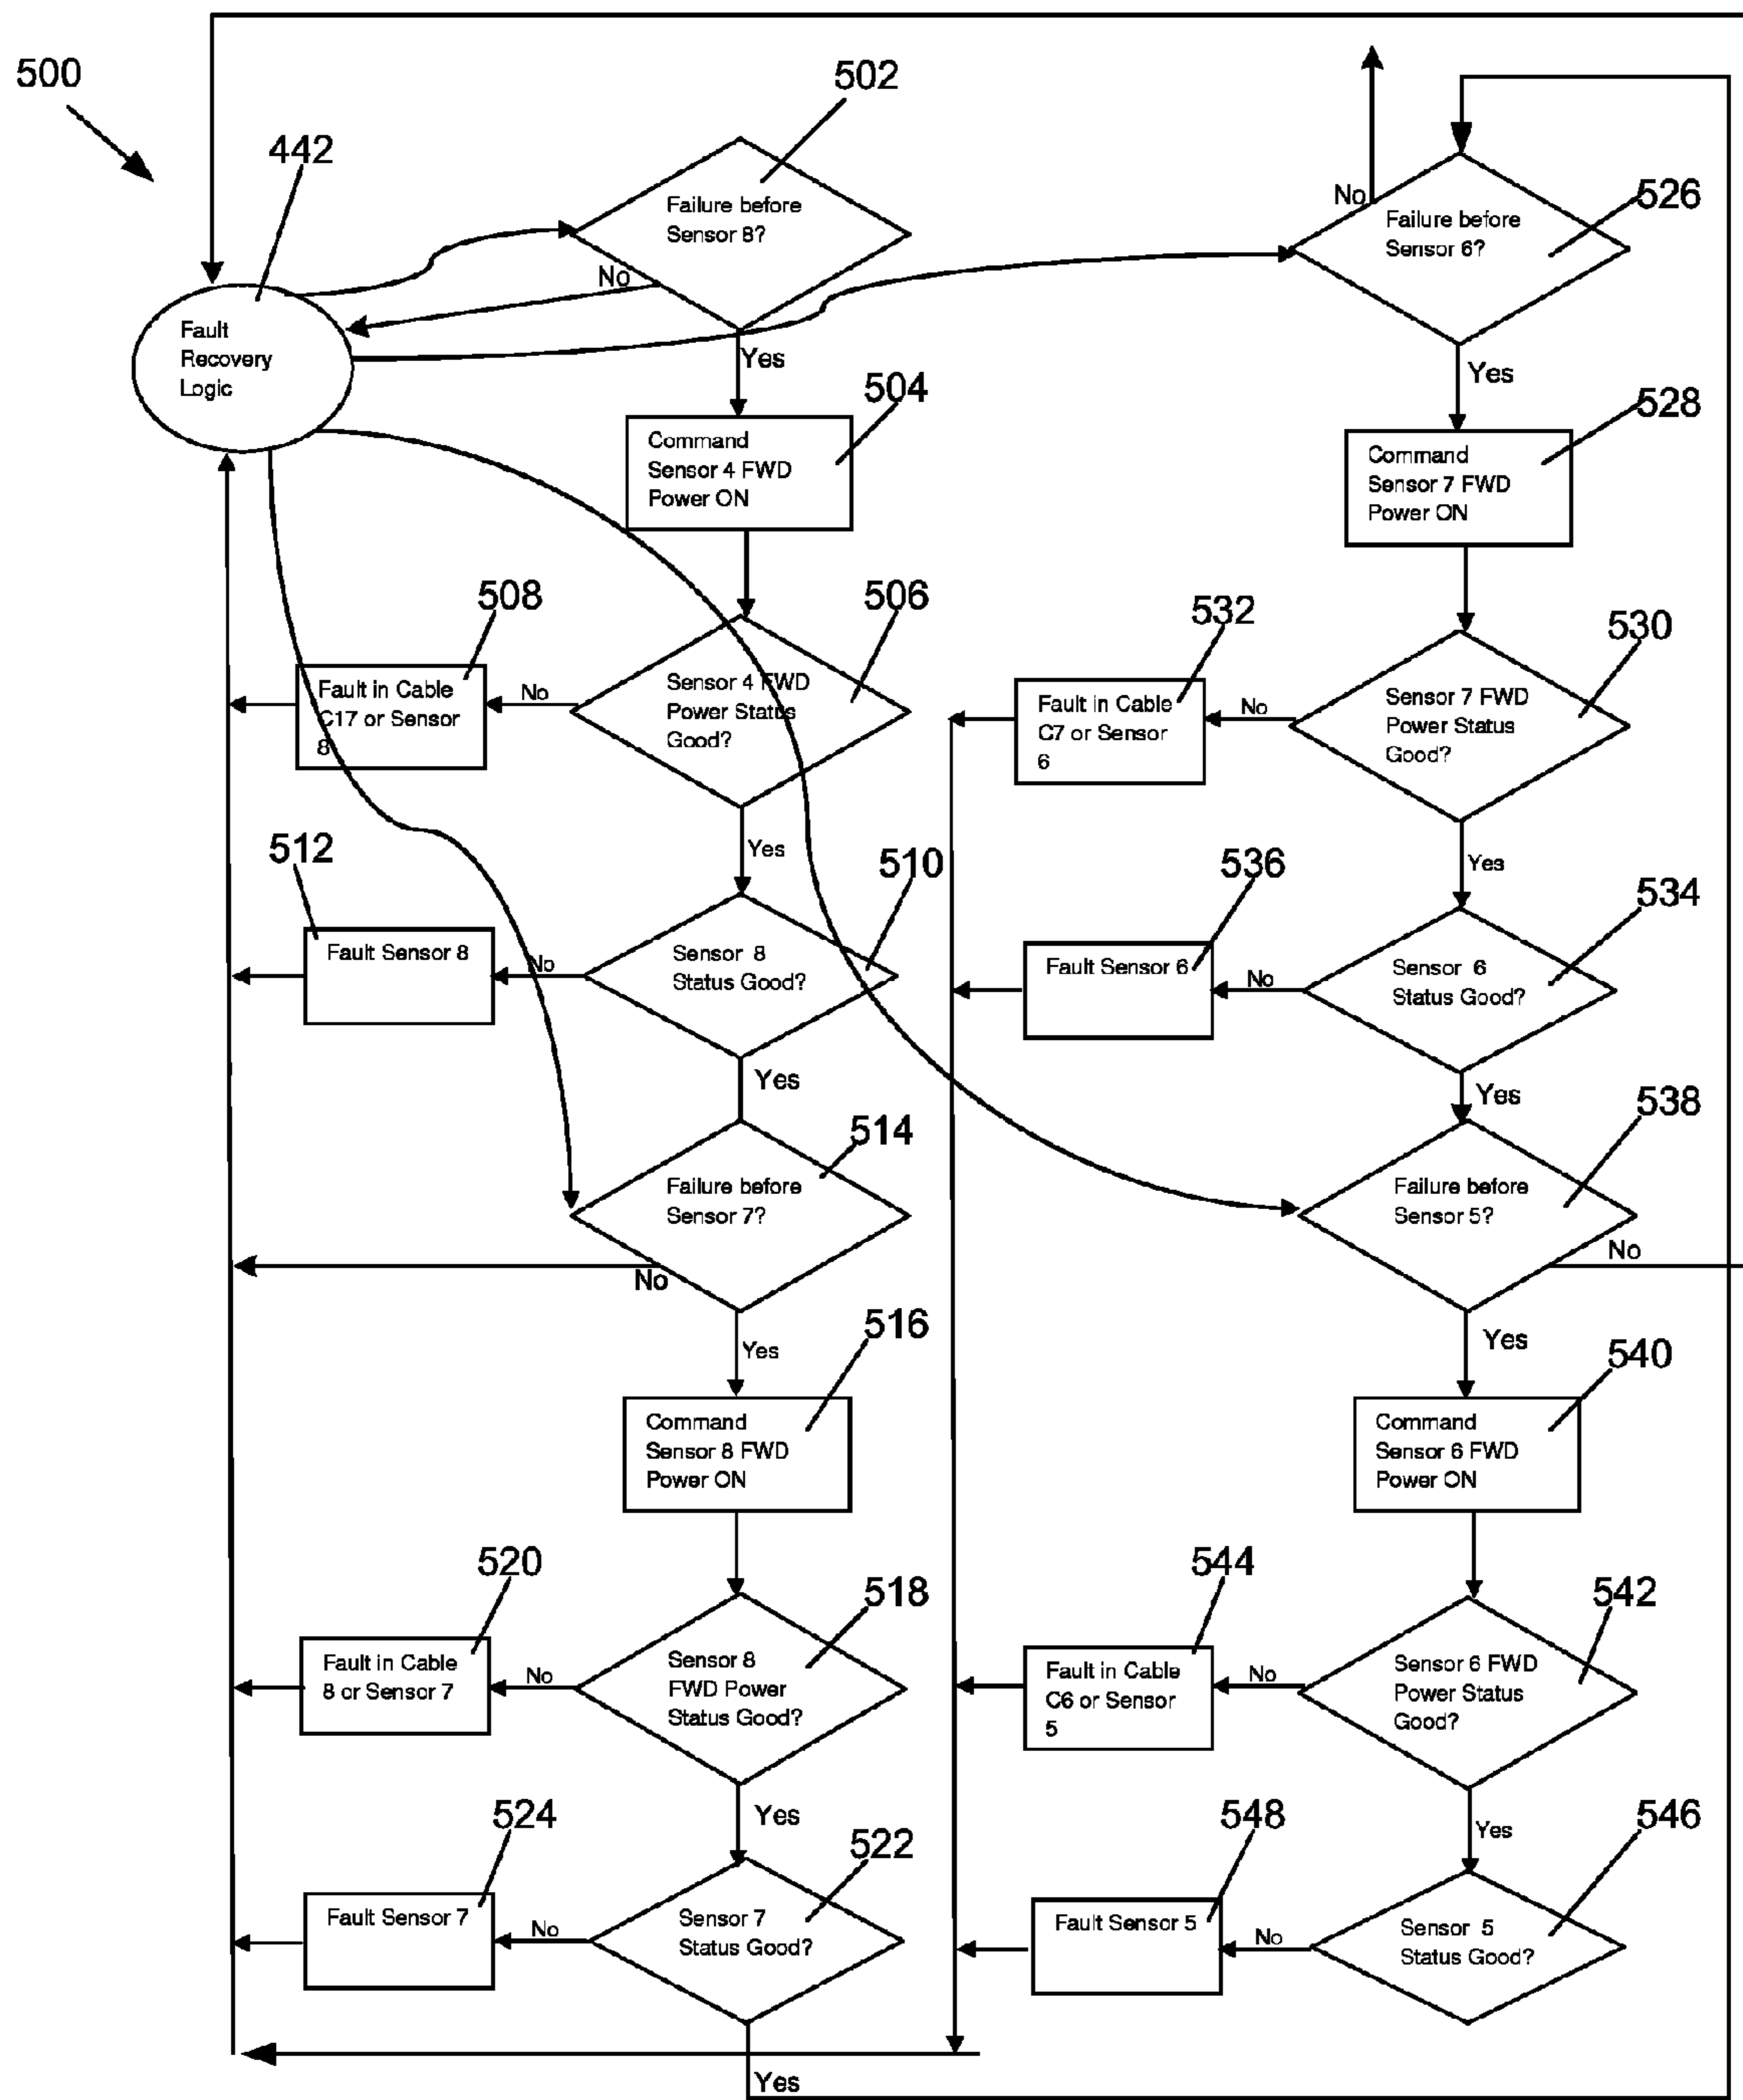 500
442
Fault
Recovery
Logic
502
Failure before
Sensor 8?
No
Yes
504
Command
Sensor 4 FWD
Power ON
506
Sensor 4 FWD
Power Status
Good?
No
508
Fault in Cable
C17 or Sensor
8
Yes
510
Sensor 8
Status Good?
No
512
Fault Sensor 8
Yes
514
Failure before
Sensor 7?
No
Yes
516
Command
Sensor 8 FWD
Power ON
518
Sensor 8
FWD Power
Status Good?
No
520
Fault in Cable
8 or Sensor 7
Yes
522
Sensor 7
Status Good?
No
524
Fault Sensor 7
Yes
526
Failure before
Sensor 6?
No
Yes
528
Command
Sensor 7 FWD
Power ON
530
Sensor 7 FWD
Power Status
Good?
No
532
Fault in Cable
C7 or Sensor
6
Yes
534
Sensor 6
Status Good?
No
536
Fault Sensor 6
Yes
538
Failure before
Sensor 5?
No
Yes
540
Command
Sensor 6 FWD
Power ON
542
Sensor 6 FWD
Power Status
Good?
No
544
Fault in Cable
C6 or Sensor
5
Yes
546
Sensor 5
Status Good?
No
548
Fault Sensor 5